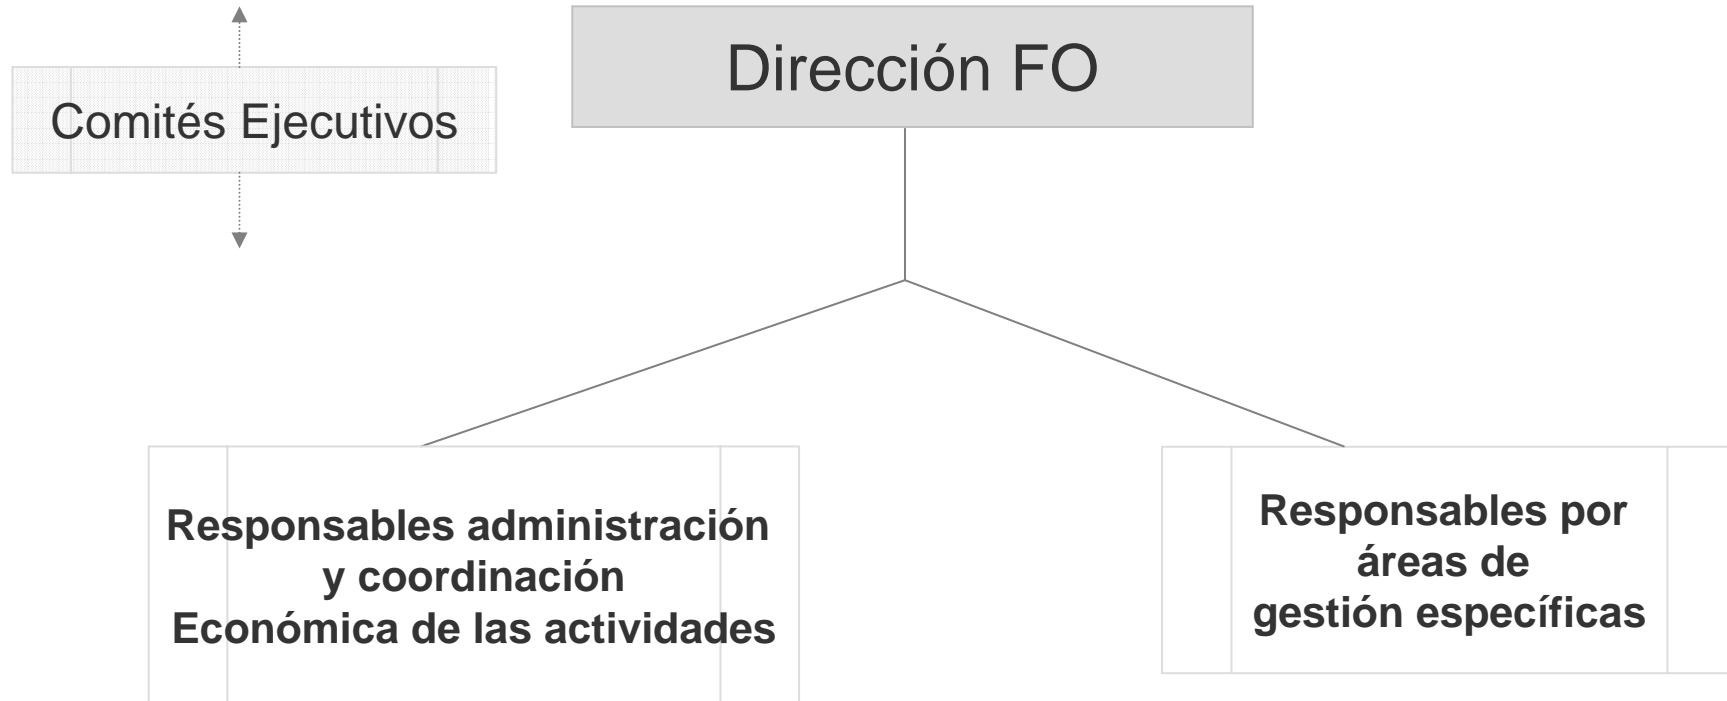 Dirección FO
Comités Ejecutivos
Responsables administración
y coordinación
Económica de las actividades
Responsables por
áreas de
gestión específicas